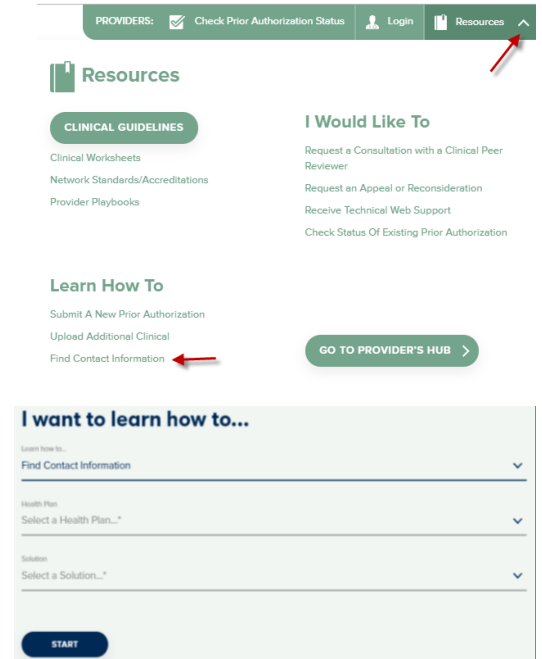 PROVIDERS: Check Prior Authorization Status Login Resources
Resources
CLINICAL GUIDELINES
Clinical Worksheets
Network Standards/Accreditations
Provider Playbooks
I Would Like To
Request a Consultation with a Clinical Peer
Reviewer
Request an Appeal or Reconsideration
Receive Technical Web Support
Check Status Of Existing Prior Authorization
Learn How To
Submit A New Prior Authorization
Upload Additional Clinical
Find Contact Information
GO TO PROVIDER'S HUB
I want to learn how to...
Learn how to...
Find Contact Information
Health Plan
Select a Health Plan...*
Solution
Select a Solution...*
START